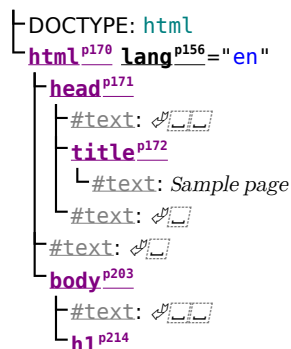 DOCTYPE: html
html p170 lang p156="en"
head p171
#text: ⏎␣␣
title p172
#text: Sample page
#text: ⏎␣
#text: ⏎␣
body p203
#text: ⏎␣␣
h1 p214